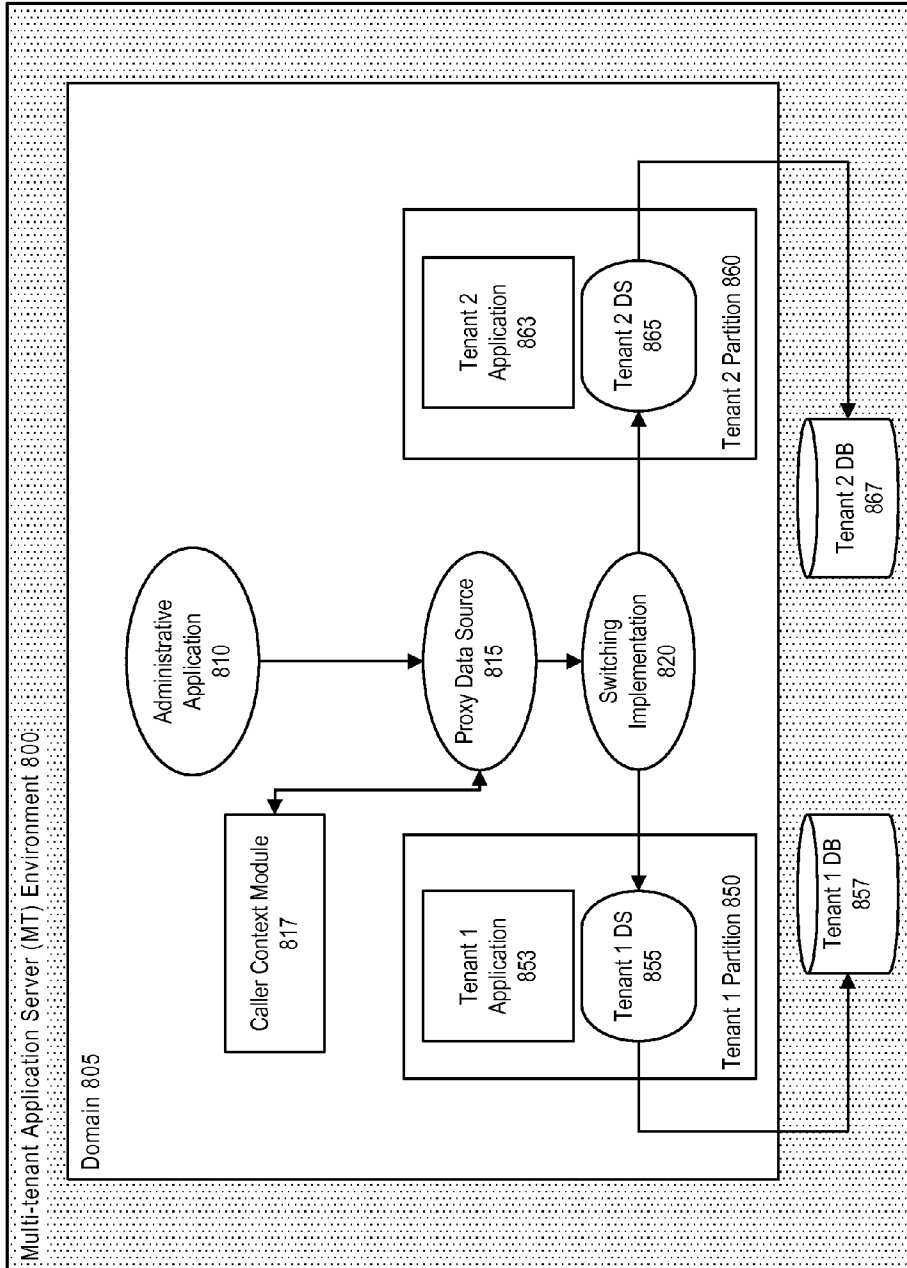 Multi-tenant Application Server (MT) Environment 800
Domain 805
Administrative
Application
810
Caller Context Module
817
Proxy Data Source
815
Switching
Implementation
820
Tenant 1
Application
853
Tenant 1 DS
855
Tenant 1 Partition 850
Tenant 2
Application
863
Tenant 2 DS
865
Tenant 2 Partition 860
Tenant 1 DB
857
Tenant 2 DB
867